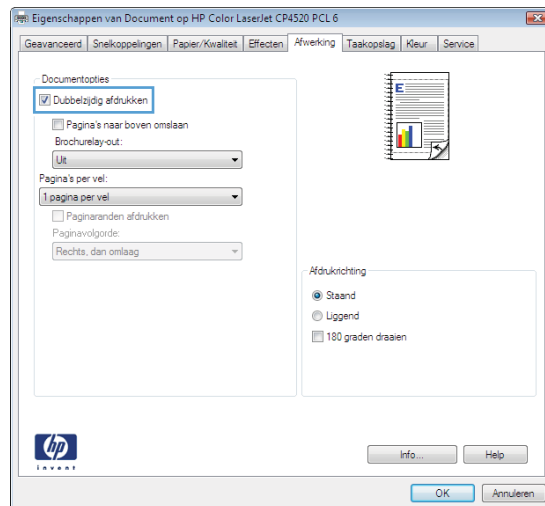 Eigenschappen van Document op HP Color LaserJet CP4520 PCL 6
Geavanceerd Snelkoppelingen Papier/Kwaliteit Effecten Afwerking Taakopslag Kleur Service
Documentopties
Dubbelzijdig afdrukken
Pagina's naar boven omslaan
Brochurelay-out:
Uit
Pagina's per vel:
1 pagina per vel
Paginaranden afdrukken
Paginavolgorde:
Rechts, dan omlaag
E
Afdrukrichting
Staand
Liggend
180 graden draaien
hp
invent
Info...
Help
OK
Annuleren